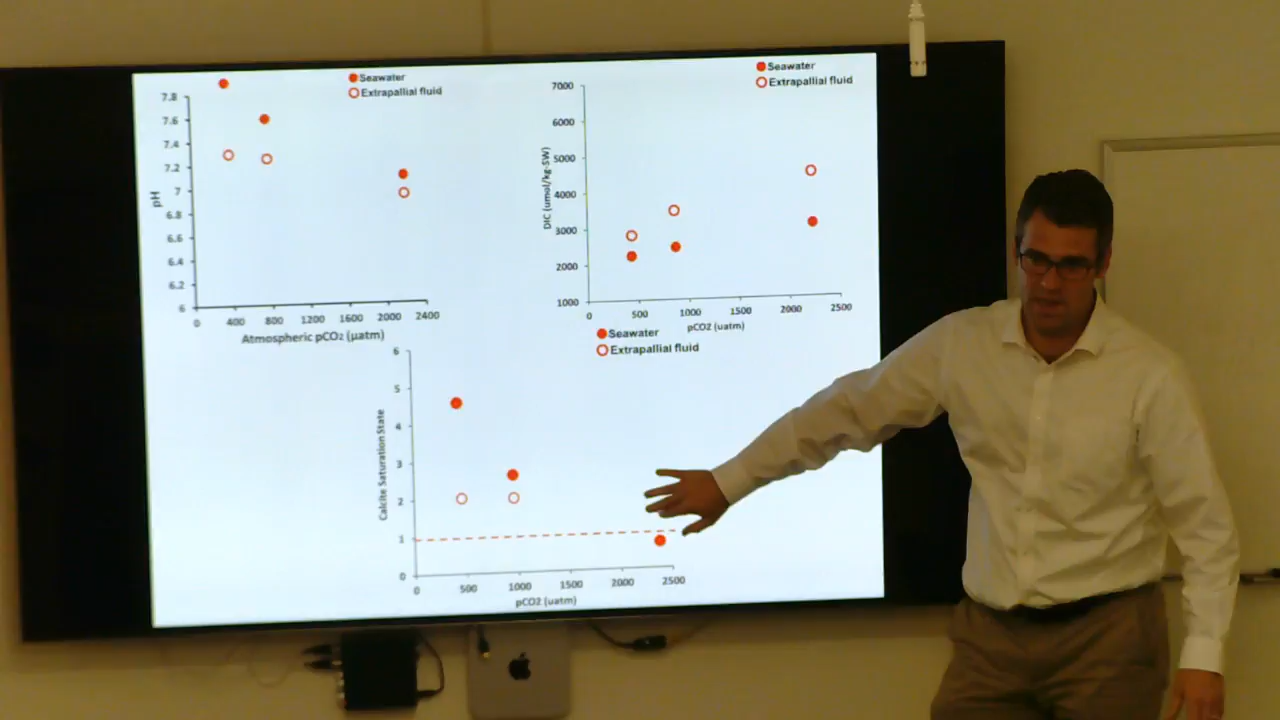 Seawater
Extrapallial fluid
7.8
7.6
7.4
7.2
7
6.8
6.6
6.4
6.2
6
pH
0 400 800 1200 1600 2000 2400
Atmospheric pCO2 (µatm)
Seawater
Extrapallial fluid
7000
6000
5000
4000
3000
2000
1000
DIC (umol/kg-SW)
0 500 1000 1500 2000 2500
pCO2 (uatm)
Seawater
Extrapallial fluid
6
5
4
3
2
1
0
Calcite Saturation State
0 500 1000 1500 2000 2500
pCO2 (uatm)